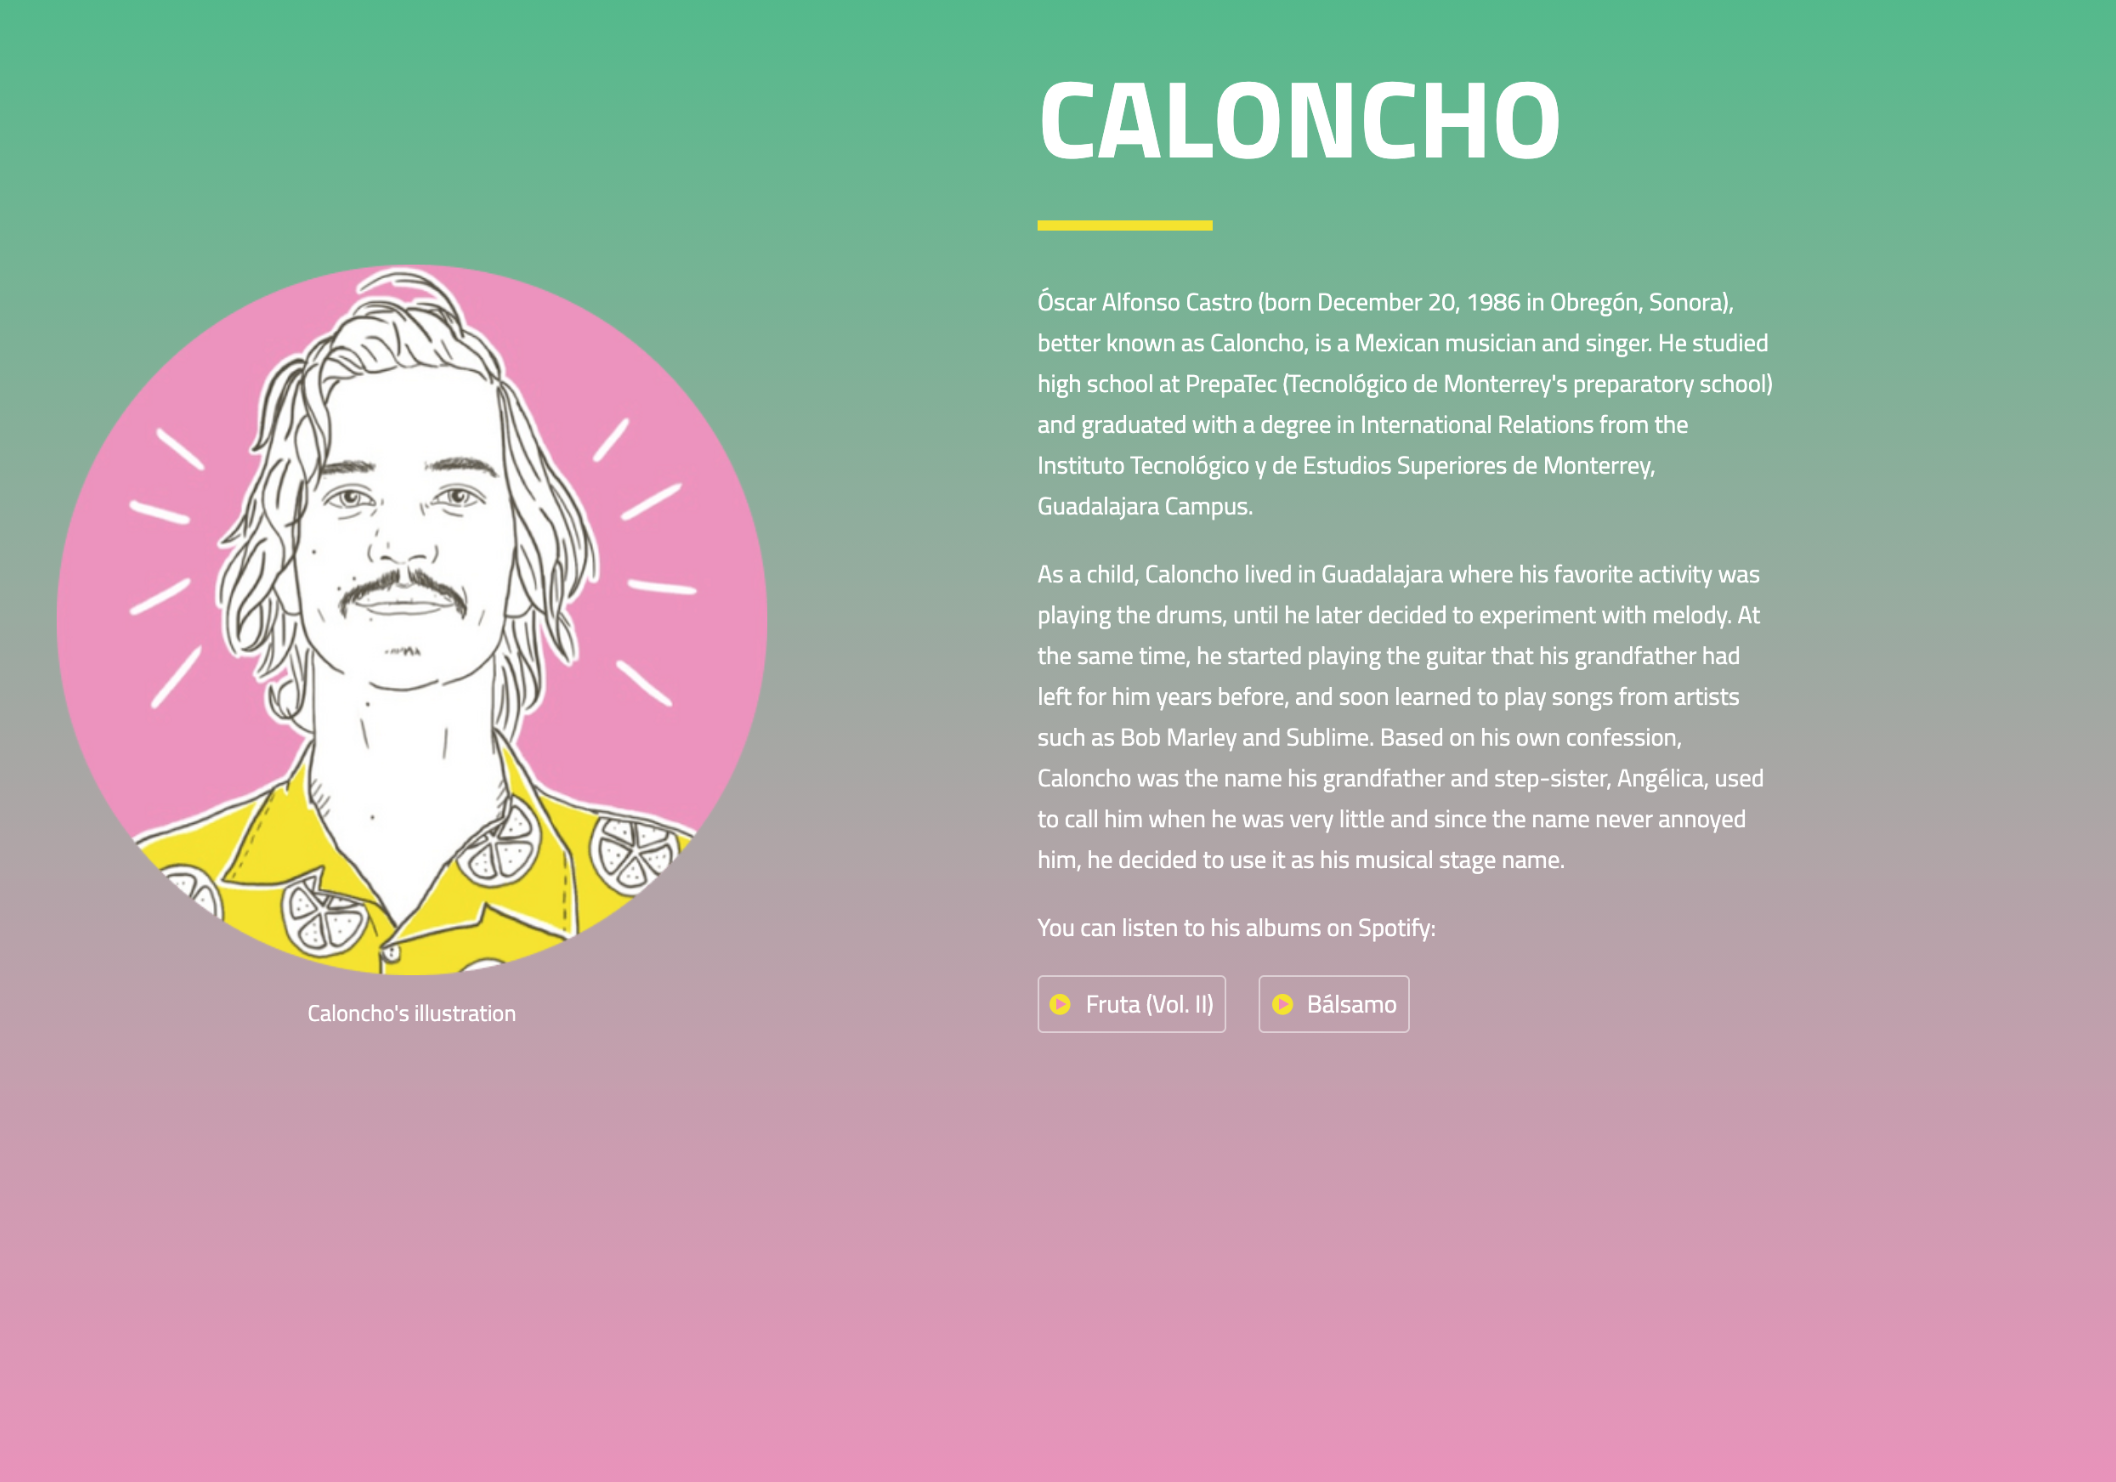 CALONCHO
Óscar Alfonso Castro (born December 20, 1986 in Obregón, Sonora),
better known as Caloncho, is a Mexican musician and singer. He studied
high school at PrepaTec (Tecnológico de Monterrey's preparatory school)
and graduated with a degree in International Relations from the
Instituto Tecnológico y de Estudios Superiores de Monterrey,
Guadalajara Campus.
As a child, Caloncho lived in Guadalajara where his favorite activity was
playing the drums, until he later decided to experiment with melody. At
the same time, he started playing the guitar that his grandfather had
left for him years before, and soon learned to play songs from artists
such as Bob Marley and Sublime. Based on his own confession,
Caloncho was the name his grandfather and step-sister, Angélica, used
to call him when he was very little and since the name never annoyed
him, he decided to use it as his musical stage name.
You can listen to his albums on Spotify:
Fruta (Vol. II) Bálsamo
Caloncho's illustration